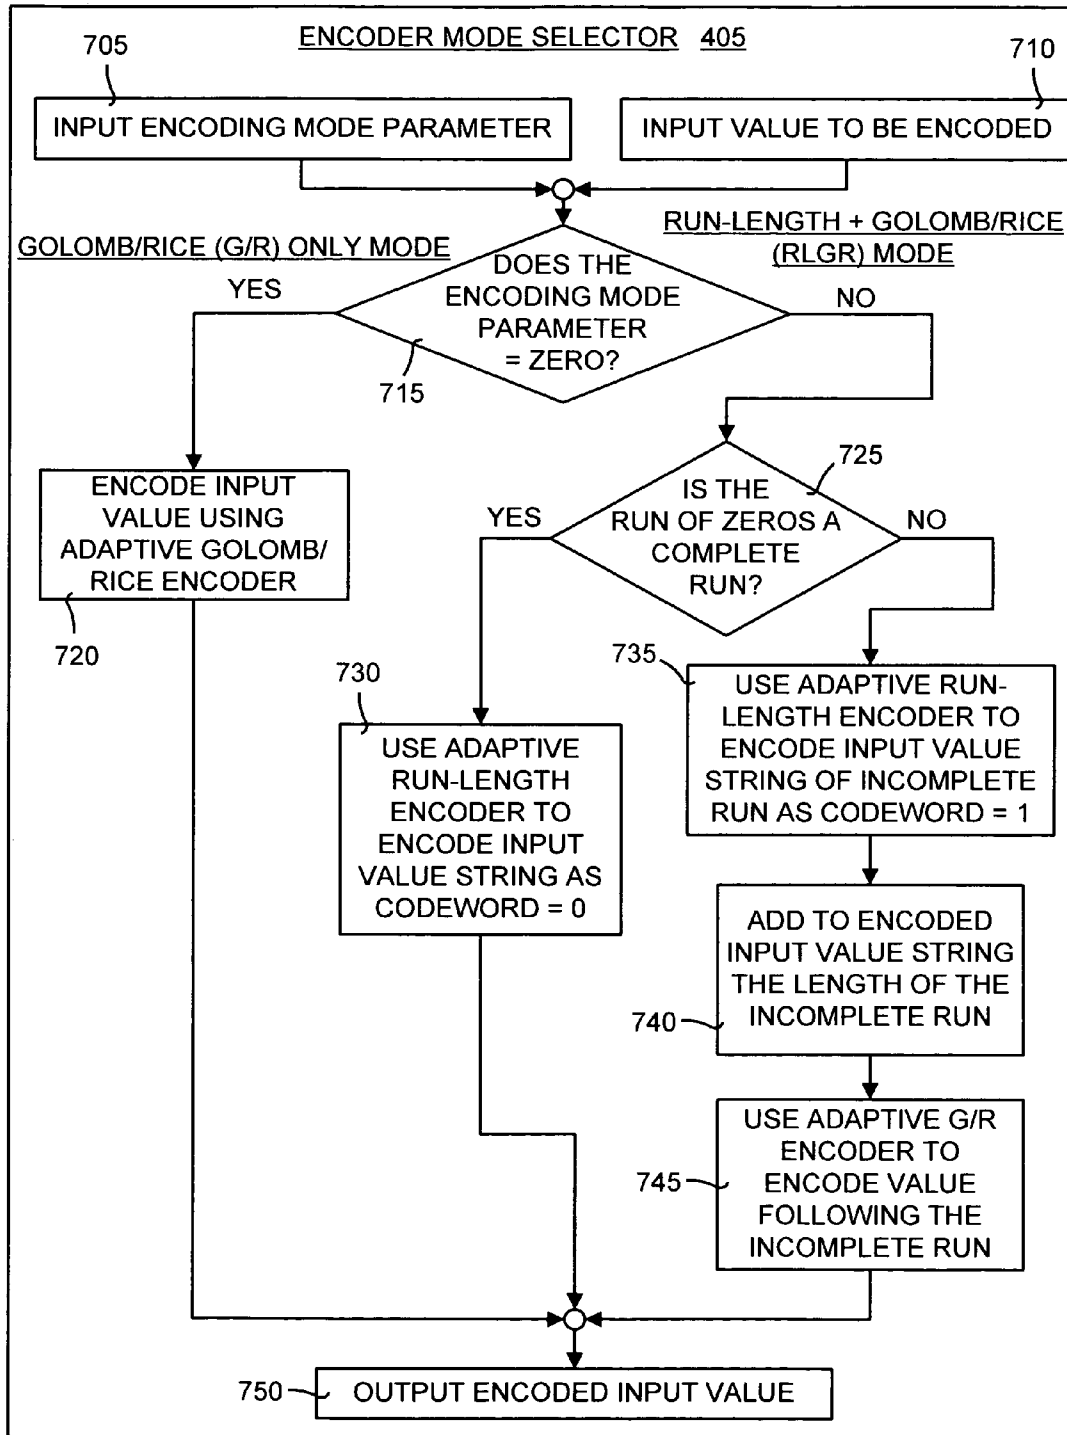 ENCODER MODE SELECTOR 405
705
710
INPUT ENCODING MODE PARAMETER
INPUT VALUE TO BE ENCODED
GOLOMB/RICE (G/R) ONLY MODE
RUN-LENGTH + GOLOMB/RICE
(RLGR) MODE
DOES THE
ENCODING MODE
PARAMETER
= ZERO?
YES
NO
715
725
ENCODE INPUT
VALUE USING
ADAPTIVE GOLOMB/
RICE ENCODER
720
IS THE
RUN OF ZEROS A
COMPLETE
RUN?
YES
NO
730
USE ADAPTIVE
RUN-LENGTH
ENCODER TO
ENCODE INPUT
VALUE STRING AS
CODEWORD = 0
735
USE ADAPTIVE RUN-
LENGTH ENCODER TO
ENCODE INPUT VALUE
STRING OF INCOMPLETE
RUN AS CODEWORD = 1
ADD TO ENCODED
INPUT VALUE STRING
THE LENGTH OF THE
INCOMPLETE RUN
740
USE ADAPTIVE G/R
ENCODER TO
ENCODE VALUE
FOLLOWING THE
INCOMPLETE RUN
745
750
OUTPUT ENCODED INPUT VALUE